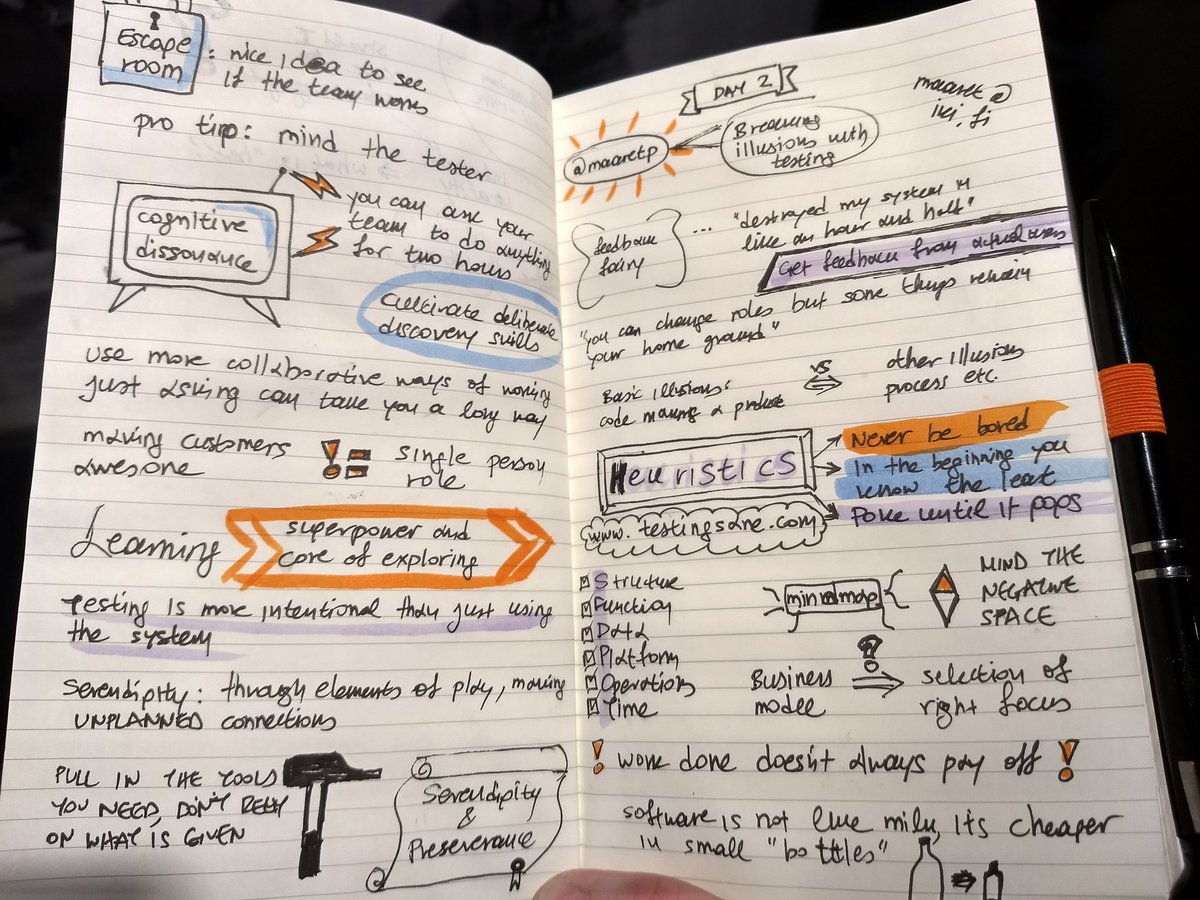 Escape
room
: nice idea to see
if the team works
pro tip: mind the tester
cognitive
dissonance
you can ask your
team to do anything
for two hours
cultivate deliberate
discovery skills
use more collaborative ways of working
just asking can take you a long way
making customers
awesone
!=
single person
role
Learning
superpower and
core of exploring
Testing is more intentional than just using
the system
Serendipity: through elements of play, making
UNPLANNED connections
PULL IN THE TOOLS
YOU NEED, DON'T RELY
ON WHAT IS GIVEN
Serendipity
&
Preserverance
DAY 2
maaret@
iki.fi
@maaretp
Breaking
illusions with
testing
feedback
fairy
... "destroyed my system in
like an hour and half"
Get feedback from actual users
"you can change roles but some things remain
your home ground"
Basic illusions:
code making a product
vs
other illusions
process etc.
Heuristics
Never be bored
In the beginning you
know the least
Poke until it pops
www.testingsane.com
Structure
Function
Data
Platform
Operations
Time
mindmap
MIND THE
NEGATIVE
SPACE
Business
model
?
selection of
right focus
! work done doesn't always pay off !
software is not like milk, its cheaper
in small "bottles"